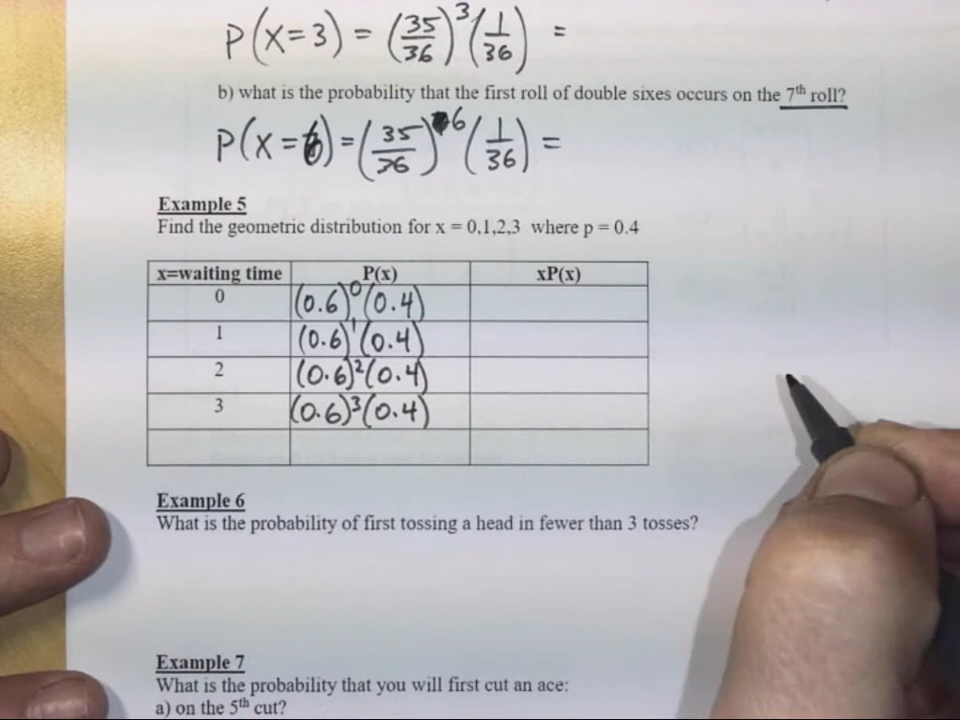 P(x=3) = (35/36)^3 (1/36) =
b) what is the probability that the first roll of double sixes occurs on the 7th roll?
P(x=6) = (35/36)^6 (1/36) =
Example 5
Find the geometric distribution for x = 0,1,2,3 where p = 0.4
x=waiting time P(x) xP(x)
0 (0.6)^0 (0.4)
1 (0.6)^1 (0.4)
2 (0.6)^2 (0.4)
3 (0.6)^3 (0.4)
Example 6
What is the probability of first tossing a head in fewer than 3 tosses?
Example 7
What is the probability that you will first cut an ace:
a) on the 5th cut?